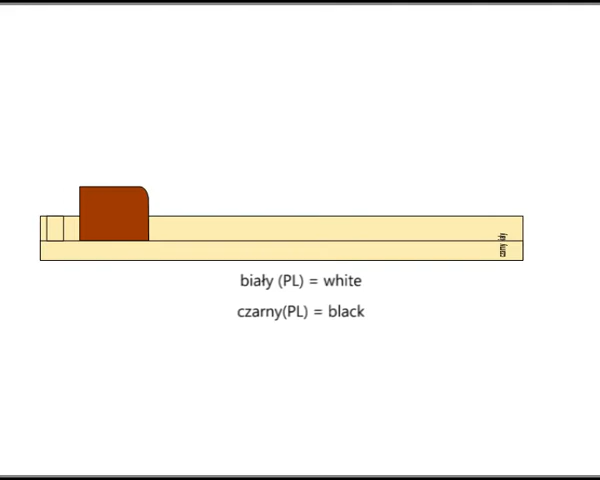 biały (PL) = white
czarny(PL) = black